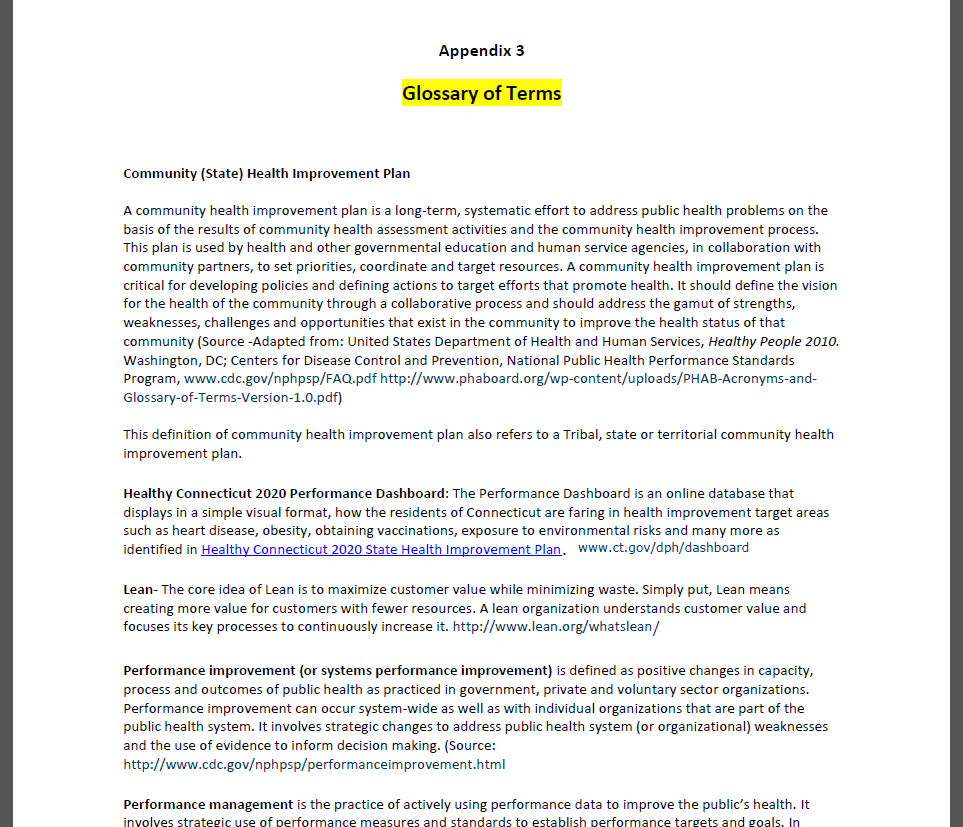 Appendix 3
Glossary of Terms
Community (State) Health Improvement Plan
A community health improvement plan is a long-term, systematic effort to address public health problems on the
basis of the results of community health assessment activities and the community health improvement process.
This plan is used by health and other governmental education and human service agencies, in collaboration with
community partners, to set priorities, coordinate and target resources. A community health improvement plan is
critical for developing policies and defining actions to target efforts that promote health. It should define the vision
for the health of the community through a collaborative process and should address the gamut of strengths,
weaknesses, challenges and opportunities that exist in the community to improve the health status of that
community (Source -Adapted from: United States Department of Health and Human Services, Healthy People 2010.
Washington, DC; Centers for Disease Control and Prevention, National Public Health Performance Standards
Program, www.cdc.gov/nphpsp/FAQ.pdf http://www.phaboard.org/wp-content/uploads/PHAB-Acronyms-and-
Glossary-of-Terms-Version-1.0.pdf)
This definition of community health improvement plan also refers to a Tribal, state or territorial community health
improvement plan.
Healthy Connecticut 2020 Performance Dashboard: The Performance Dashboard is an online database that
displays in a simple visual format, how the residents of Connecticut are faring in health improvement target areas
such as heart disease, obesity, obtaining vaccinations, exposure to environmental risks and many more as
identified in Healthy Connecticut 2020 State Health Improvement Plan. www.ct.gov/dph/dashboard
Lean- The core idea of Lean is to maximize customer value while minimizing waste. Simply put, Lean means
creating more value for customers with fewer resources. A lean organization understands customer value and
focuses its key processes to continuously increase it. http://www.lean.org/whatslean/
Performance improvement (or systems performance improvement) is defined as positive changes in capacity,
process and outcomes of public health as practiced in government, private and voluntary sector organizations.
Performance improvement can occur system-wide as well as with individual organizations that are part of the
public health system. It involves strategic changes to address public health system (or organizational) weaknesses
and the use of evidence to inform decision making. (Source:
http://www.cdc.gov/nphpsp/performanceimprovement.html
Performance management is the practice of actively using performance data to improve the public's health. It
involves strategic use of performance measures and standards to establish performance targets and goals. In